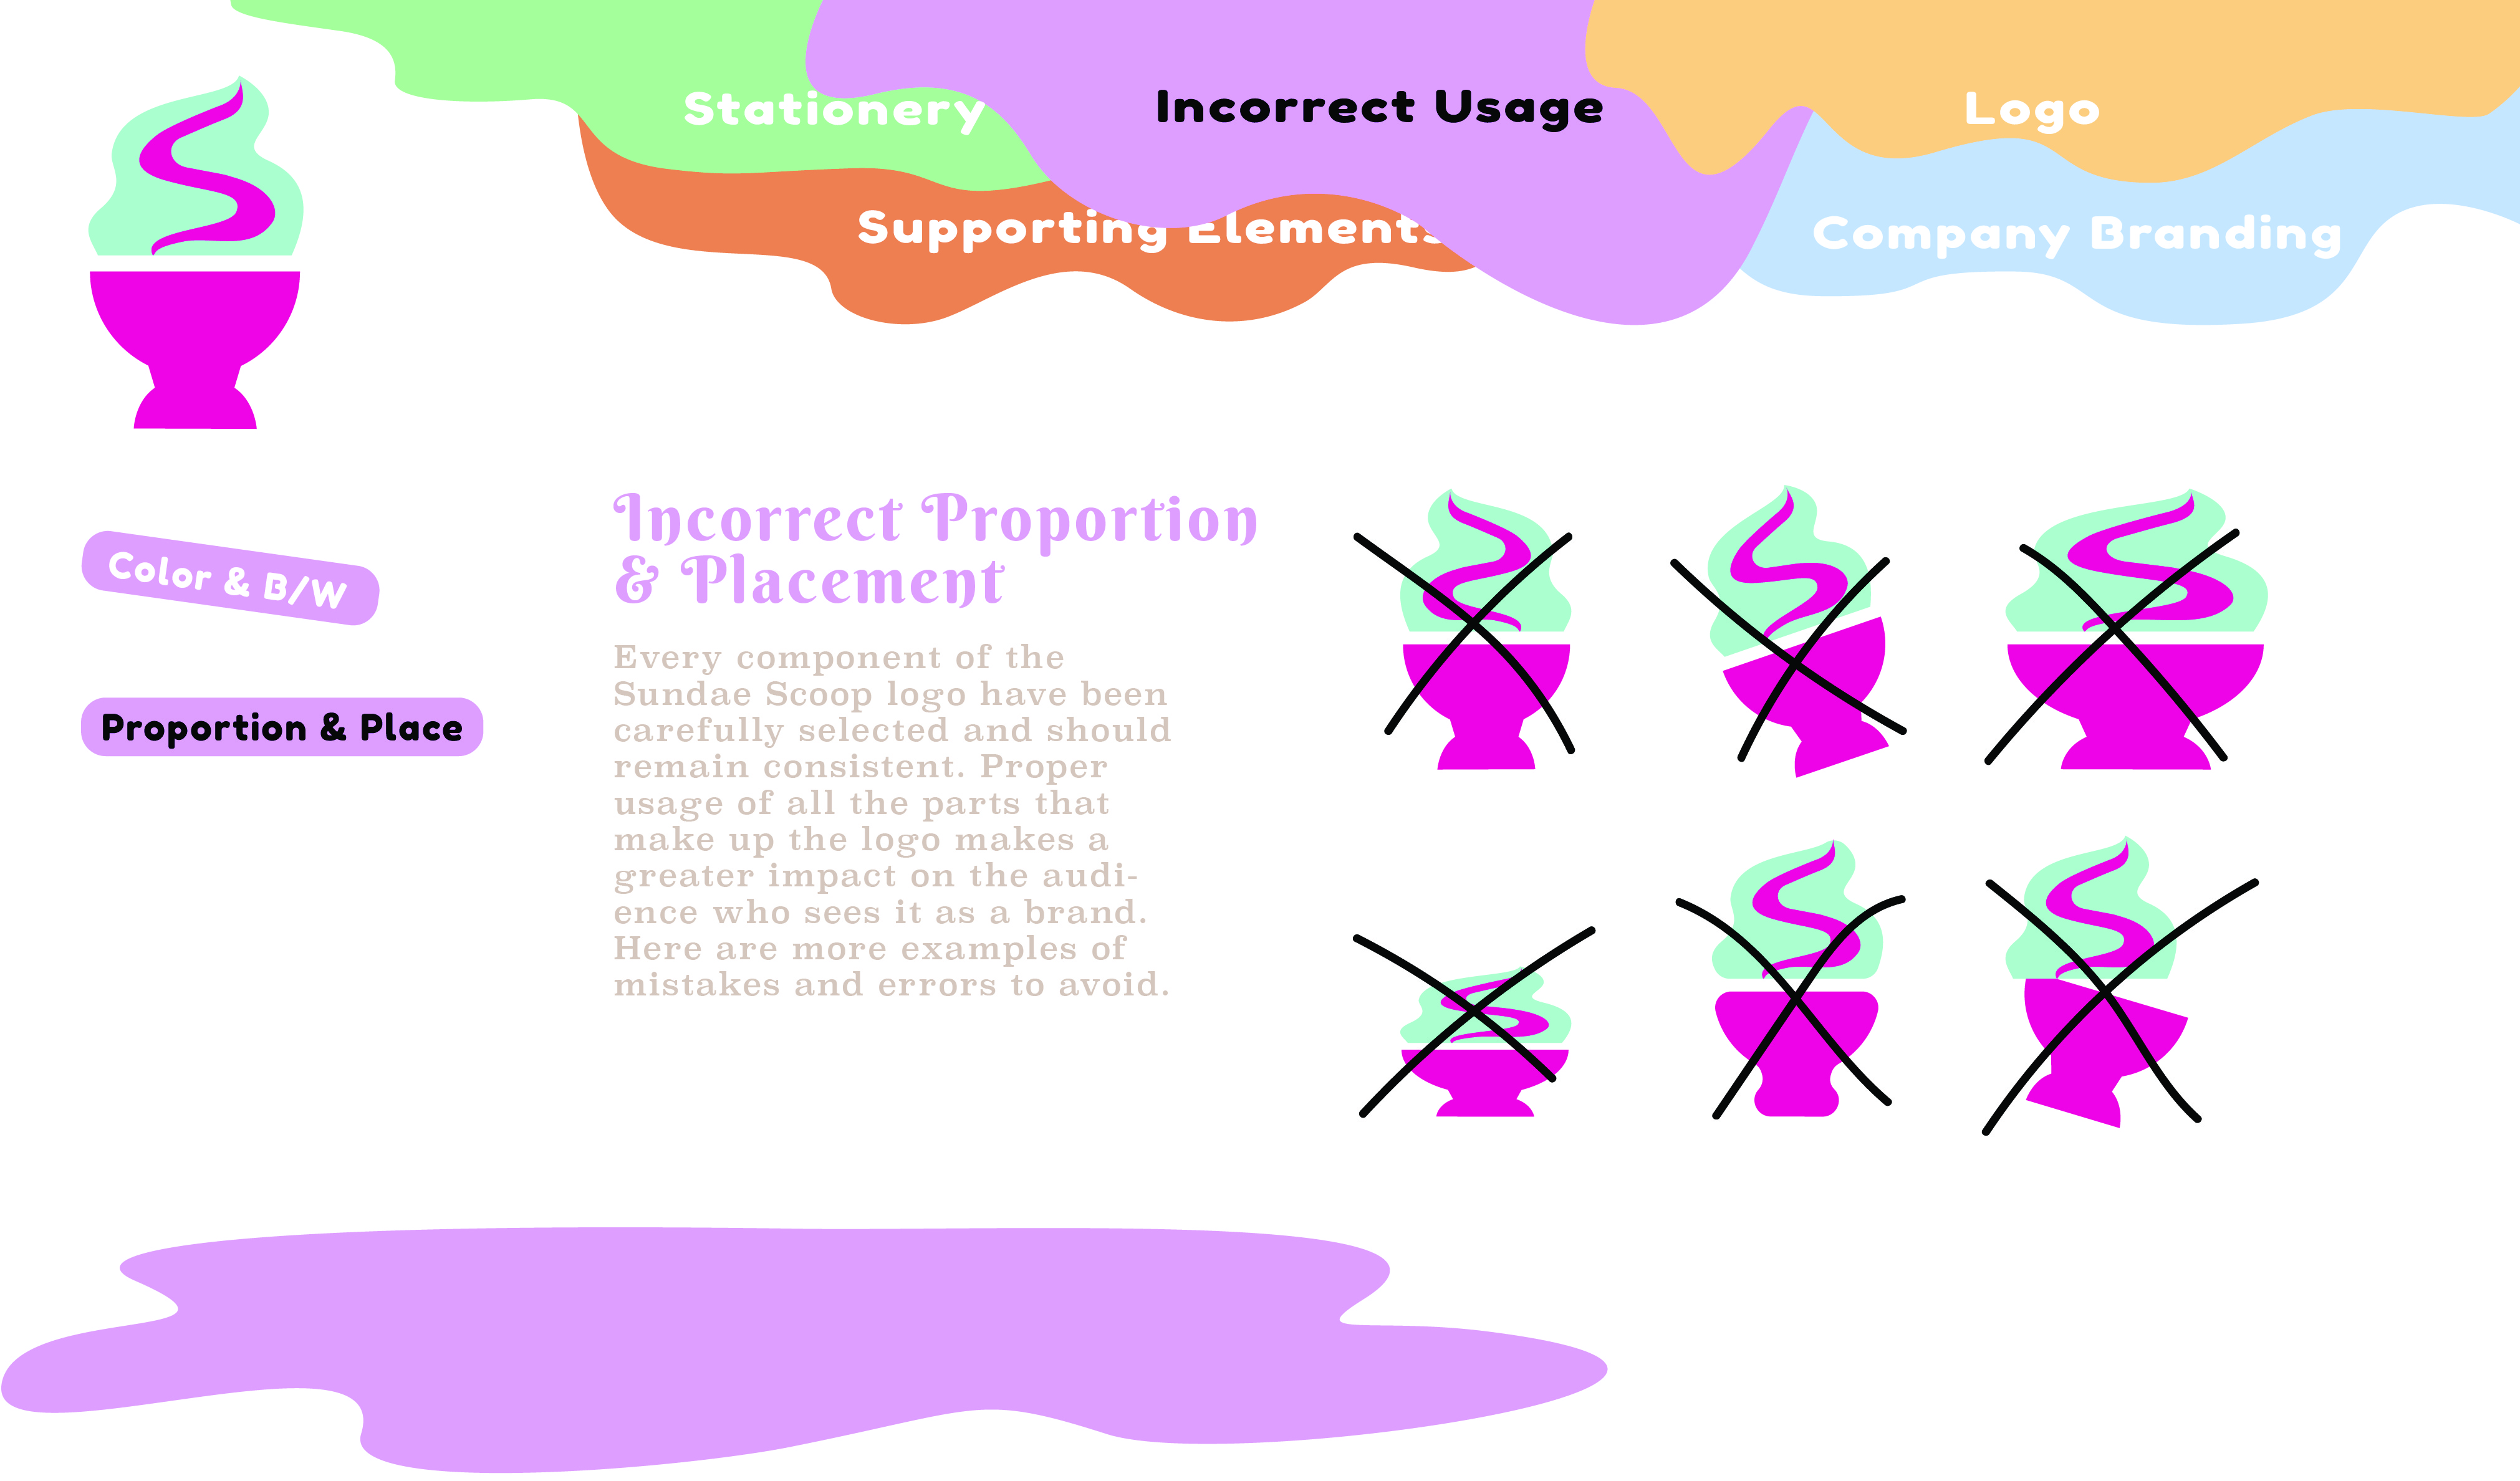 Stationery
Incorrect Usage
Logo
Supporting Elements
Company Branding
Incorrect Proportion
& Placement
Color & B/W
Proportion & Place
Every component of the
Sundae Scoop logo have been
carefully selected and should
remain consistent. Proper
usage of all the parts that
make up the logo makes a
greater impact on the audi-
ence who sees it as a brand.
Here are more examples of
mistakes and errors to avoid.